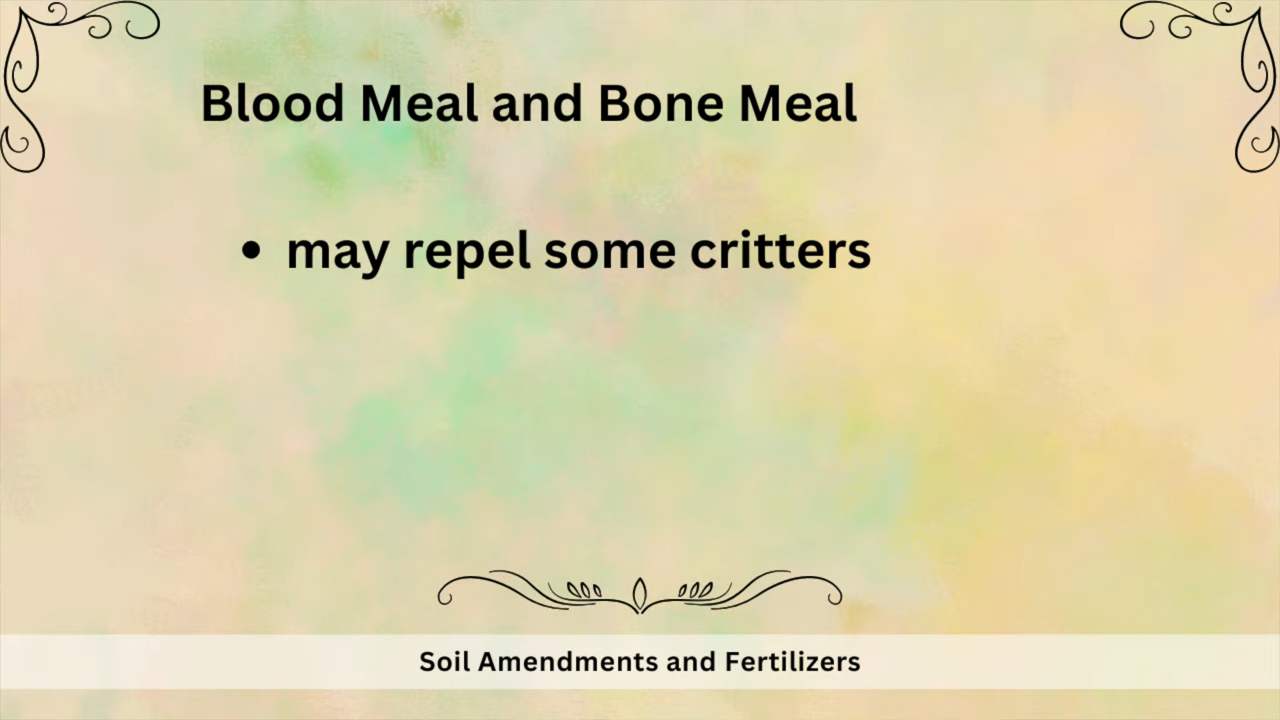 Blood Meal and Bone Meal
• may repel some critters
Soil Amendments and Fertilizers